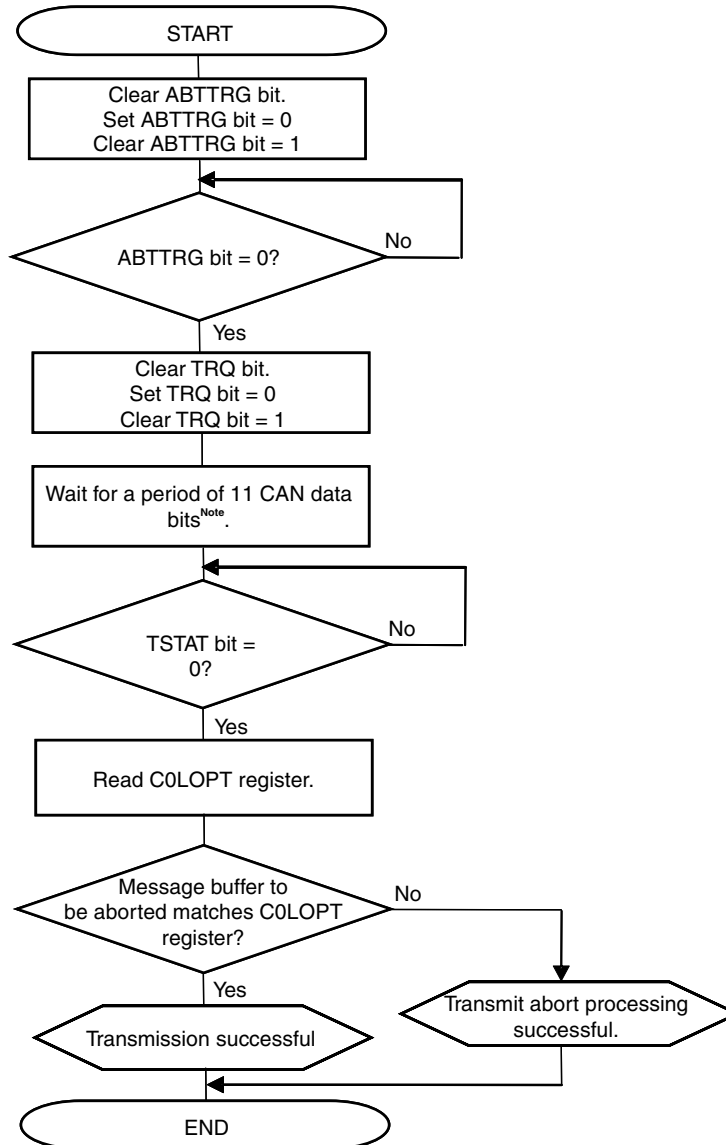 START
Clear ABTTRG bit.
Set ABTTRG bit = 0
Clear ABTTRG bit = 1
ABTTRG bit = 0?
No
Yes
Clear TRQ bit.
Set TRQ bit = 0
Clear TRQ bit = 1
Wait for a period of 11 CAN data
bitsNote.
TSTAT bit =
0?
No
Yes
Read C0LOPT register.
Message buffer to
be aborted matches C0LOPT
register?
No
Yes
Transmission successful
Transmit abort processing
successful.
END